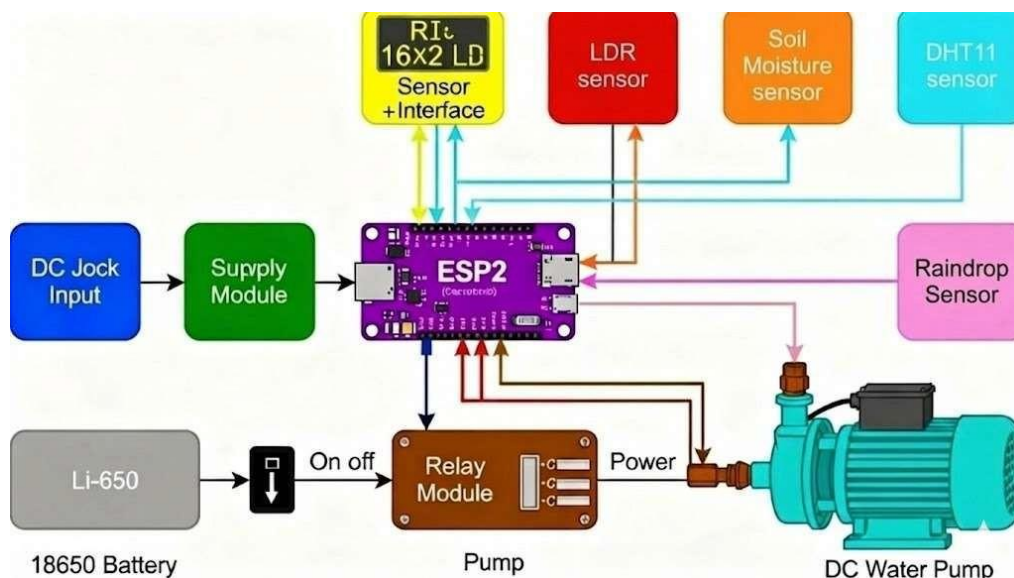 RI
16X2 LD
Sensor
+Interface
LDR
sensor
Soil
Moisture
sensor
DHT11
sensor
DC Jock
Input
Supvply
Module
ESP2
Raindrop
Sensor
Li-650
On off
Relay
Module
Power
18650 Battery
Pump
DC Water Pump